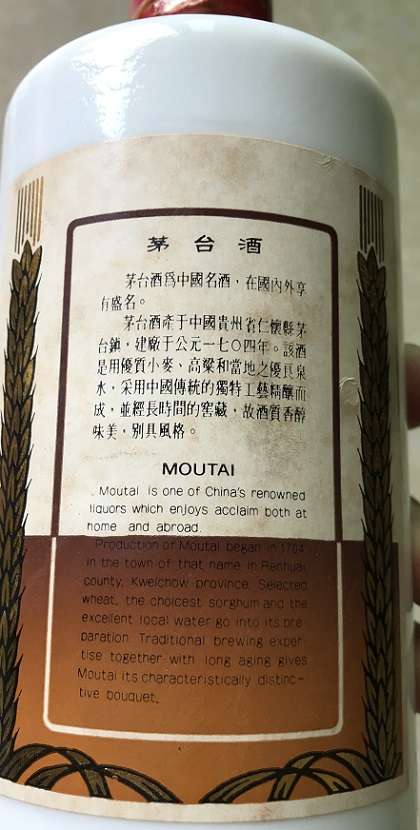 茅台酒
茅台酒爲中國名酒，在國內外享
有盛名。
茅台酒產于中國貴州省仁懷縣茅
台鎮，建廠于公元一七〇四年。該酒
是用優質小麥、高粱和當地之優良泉
水，采用中國傳統的獨特工藝精釀而
成，並經長時間的窖藏，故酒質香醇
味美，别具風格。
MOUTAI
Moutai is one of China's renowned
liquors which enjoys acclaim both at
home and abroad.
Production of Moutai began in 1704
in the town of that name in Renhuai
county, Kweichow province. Selected
wheat, the choicest sorghum and the
excellent local water go into its pre-
paration. Traditional brewing exper-
tise together with long aging gives
Moutai its characteristically distinc-
tive bouquet.